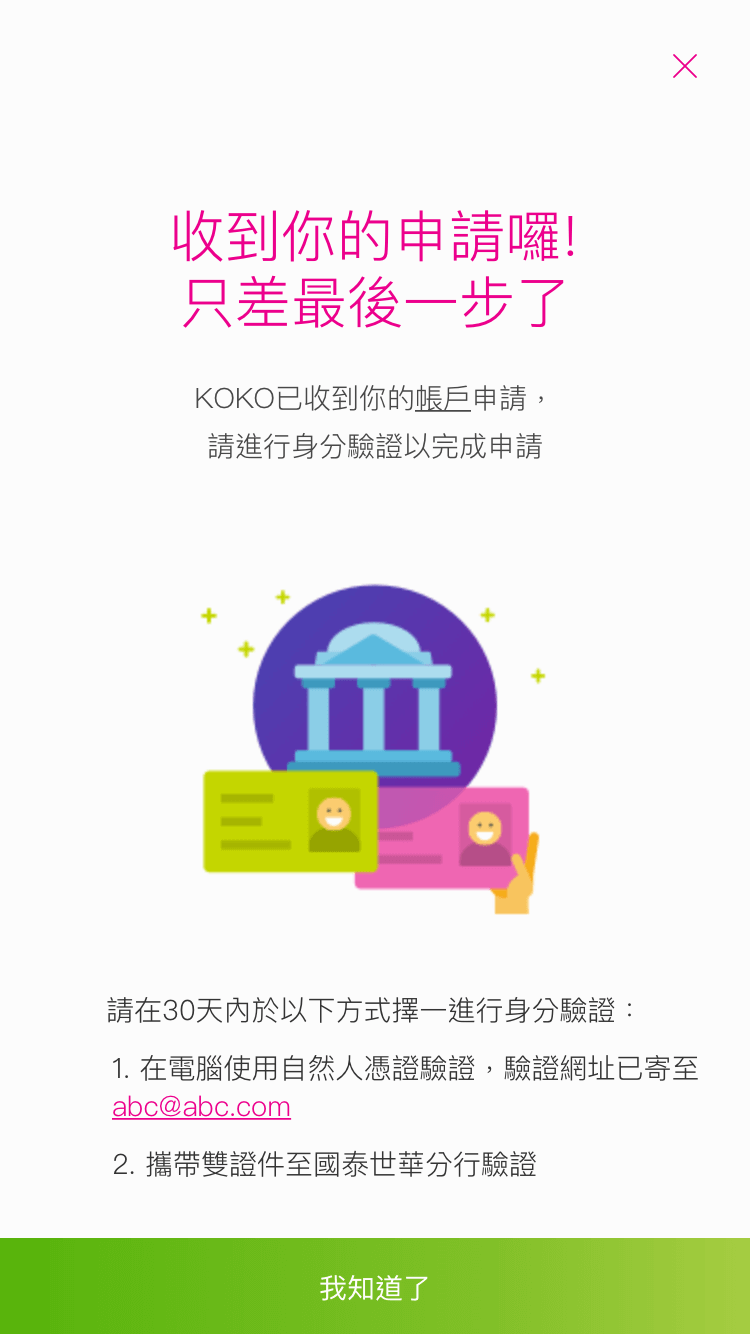 收到你的申請囉!
只差最後一步了
KOKO已收到你的帳戶申請，
請進行身分驗證以完成申請
請在30天內於以下方式擇一進行身分驗證：
1. 在電腦使用自然人憑證驗證，驗證網址已寄至
abc@abc.com
2. 攜帶雙證件至國泰世華分行驗證
我知道了